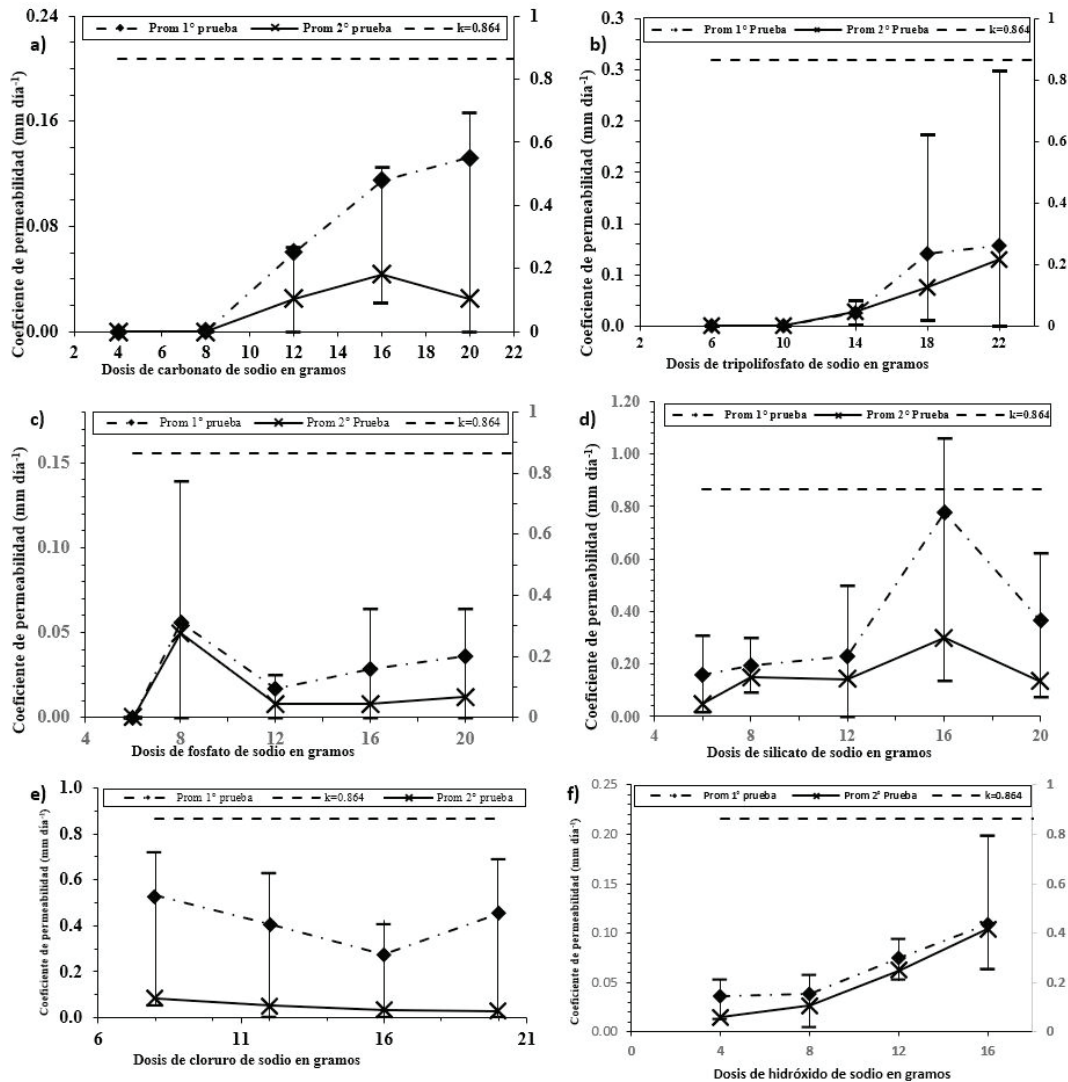 a)
Prom 1° prueba Prom 2° prueba k=0.864
Coeficiente de permeabilidad (mm día-1)
0.24
0.16
0.08
0.00
1
0.8
0.6
0.4
0.2
0
2 4 6 8 10 12 14 16 18 20 22
Dosis de carbonato de sodio en gramos
b)
Prom 1° Prueba Prom 2° Prueba k=0.864
Coeficiente de permeabilidad (mm día-1)
0.3
0.3
0.2
0.2
0.1
0.1
0.0
1
0.8
0.6
0.4
0.2
0
2 6 10 14 18 22
Dosis de tripolifosfato de sodio en gramos
c)
Prom 1° prueba Prom 2° Prueba k=0.864
Coeficiente de permeabilidad (mm día-1)
0.15
0.10
0.05
0.00
1
0.8
0.6
0.4
0.2
0
4 8 12 16 20
Dosis de fosfato de sodio en gramos
d)
Prom 1° prueba Prom 2° Prueba k=0.864
Coeficiente de permeabilidad (mm día-1)
1.20
1.00
0.80
0.60
0.40
0.20
0.00
4 8 12 16 20
Dosis de silicato de sodio en gramos
e)
Prom 1° prueba k=0.864 Prom 2° prueba
Coeficiente de permeabilidad (mm día-1)
1.0
0.8
0.6
0.4
0.2
0.0
6 11 16 21
Dosis de cloruro de sodio en gramos
f)
Prom 1° prueba Prom 2° Prueba k=0.864
Coeficiente de permeabilidad (mm día-1)
0.25
0.20
0.15
0.10
0.05
0.00
1
0.8
0.6
0.4
0.2
0
0 4 8 12 16
Dosis de hidróxido de sodio en gramos